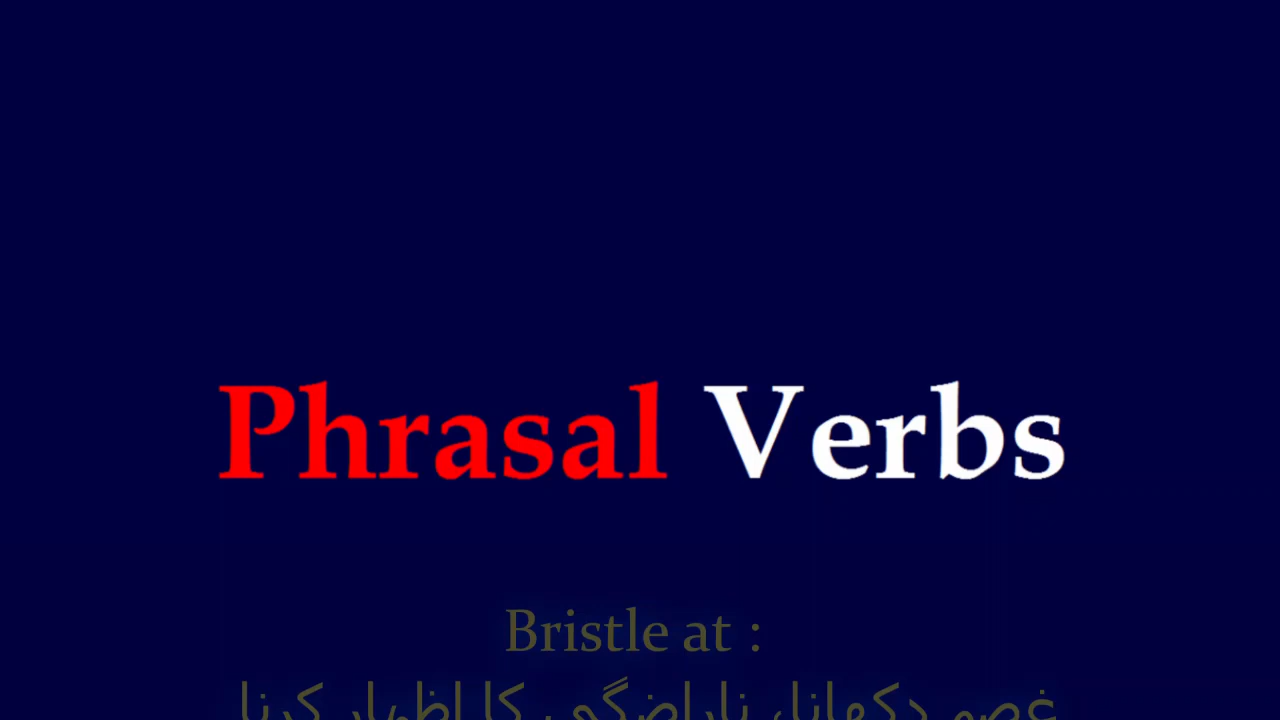 Phrasal Verbs
Bristle at :
غصہ دکھانا، ناراضگی کا اظہار کرنا